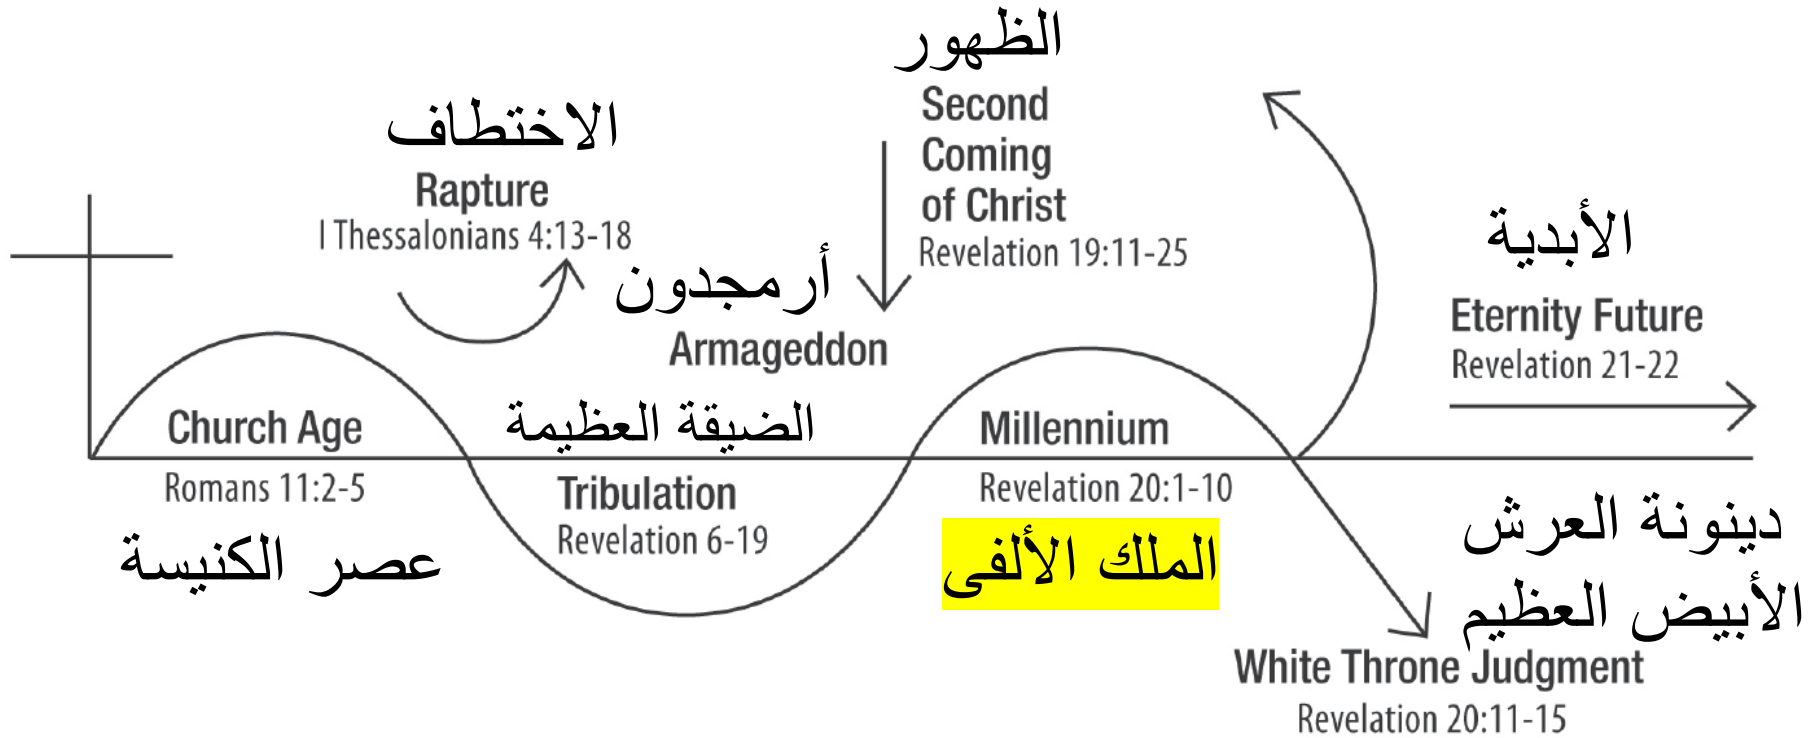 الاختطاف
Rapture
I Thessalonians 4:13-18
الظهور
Second
Coming
of Christ
Revelation 19:11-25
أرمجدون
Armageddon
الأبدية
Eternity Future
Revelation 21-22
Church Age
Romans 11:2-5
عصر الكنيسة
الضيقة العظيمة
Tribulation
Revelation 6-19
Millennium
Revelation 20:1-10
الملك الألفى
دينونة العرش
الأبيض العظيم
White Throne Judgment
Revelation 20:11-15